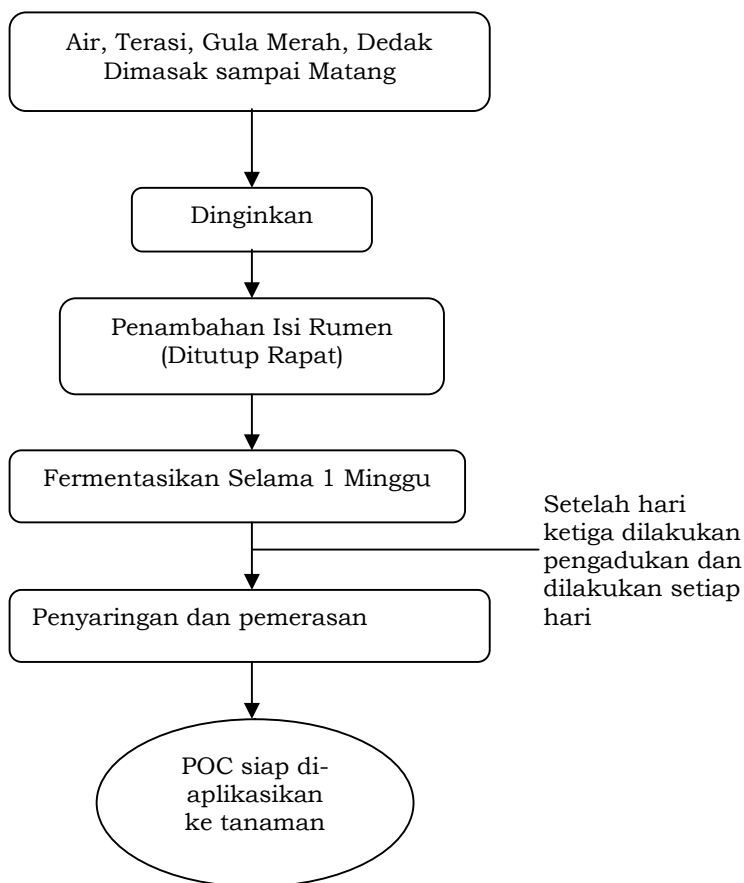 Air, Terasi, Gula Merah, Dedak
Dimasak sampai Matang
Dinginkan
Penambahan Isi Rumen
(Ditutup Rapat)
Fermentasikan Selama 1 Minggu
Setelah hari
ketiga dilakukan
pengadukan dan
dilakukan setiap
hari
Penyaringan dan pemerasan
POC siap di-
aplikasikan
ke tanaman